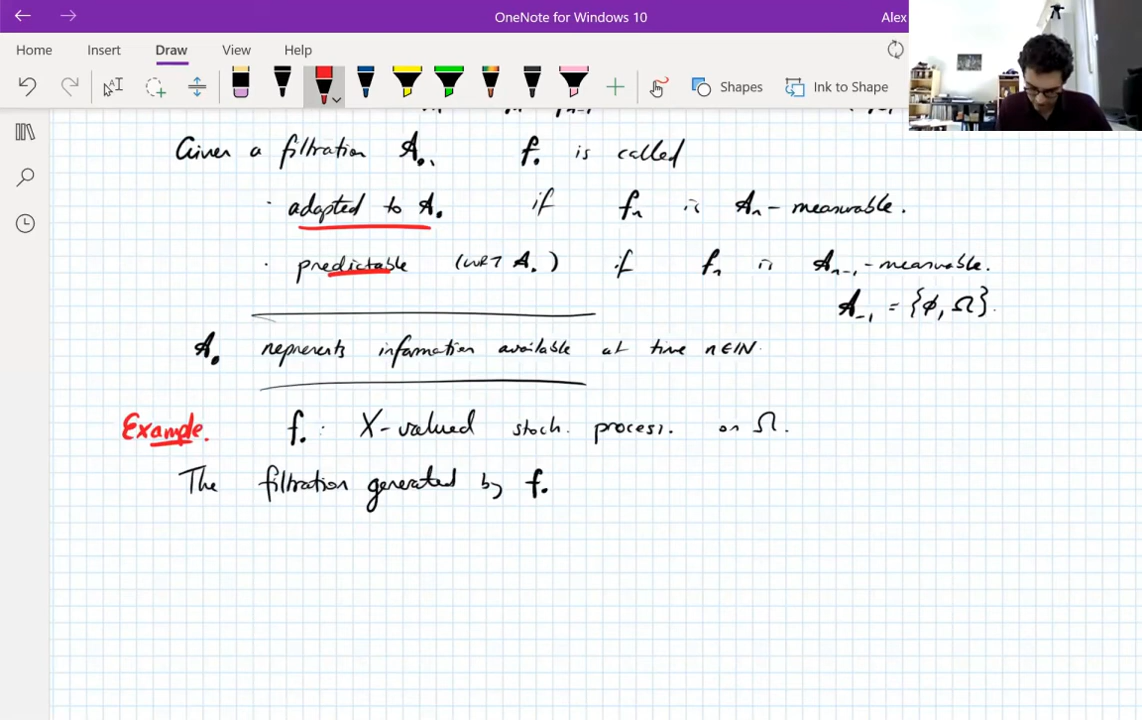 OneNote for Windows 10
Alex
Home Insert Draw View Help
Shapes Ink to Shape
Given a filtration A., f. is called
· adapted to A. if fn is An-measurable.
· predictable (WRT A.) if fn is An-1-measurable.
A-1 = {φ, Ω}.
A. represents information available at time n∈IN.
Example. f. : X-valued stoch. process. on Ω.
The filtration generated by f.